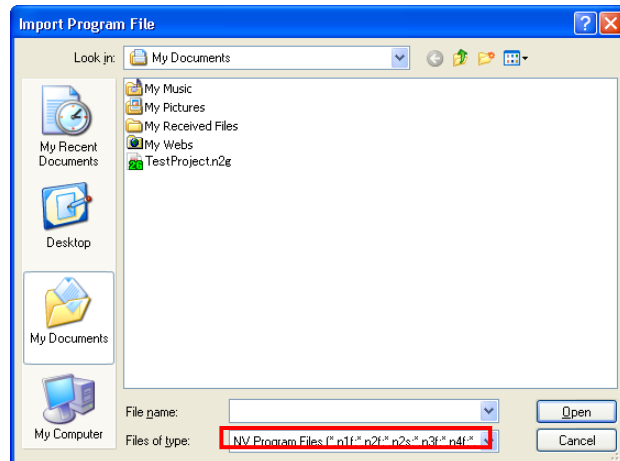 Import Program File
Look in: My Documents
My Recent
Documents
Desktop
My Documents
My Computer
My Music
My Pictures
My Received Files
My Webs
TestProject.n2g
File name:
Open
Files of type: NV Program Files (*.n1f;*.n2f;*.n2s;*.n3f;*.n4f;*
Cancel